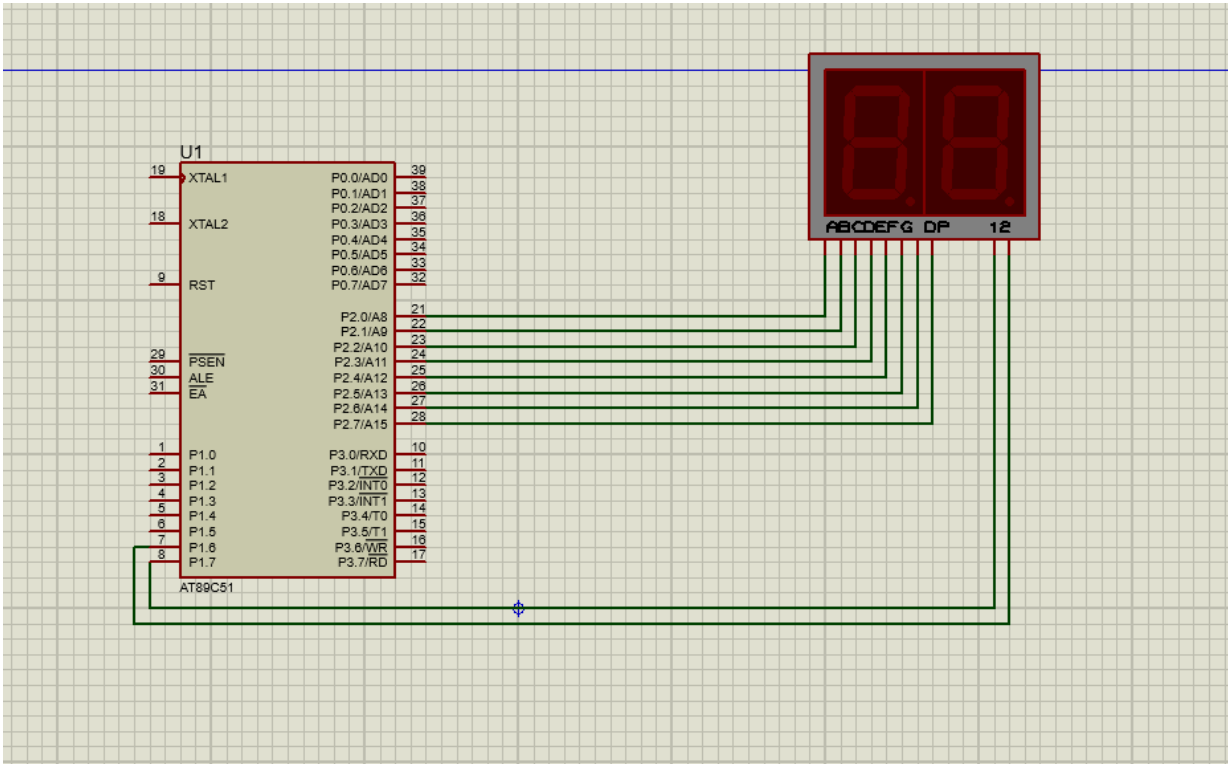 U1
19 XTAL1
18 XTAL2
9 RST
29 PSEN
30 ALE
31 EA
1 P1.0
2 P1.1
3 P1.2
4 P1.3
5 P1.4
6 P1.5
7 P1.6
8 P1.7
P0.0/AD0 39
P0.1/AD1 38
P0.2/AD2 37
P0.3/AD3 36
P0.4/AD4 35
P0.5/AD5 34
P0.6/AD6 33
P0.7/AD7 32
P2.0/A8 21
P2.1/A9 22
P2.2/A10 23
P2.3/A11 24
P2.4/A12 25
P2.5/A13 26
P2.6/A14 27
P2.7/A15 28
P3.0/RXD 10
P3.1/TXD 11
P3.2/INT0 12
P3.3/INT1 13
P3.4/T0 14
P3.5/T1 15
P3.6/WR 16
P3.7/RD 17
AT89C51
ABCDEFG DP 12